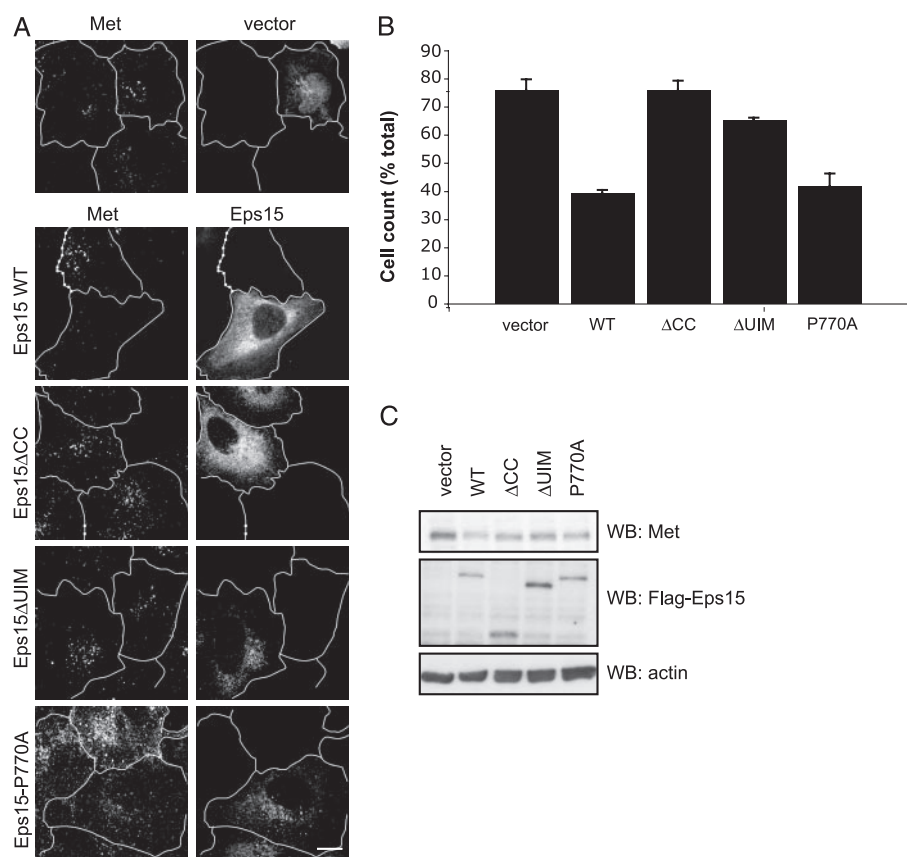 A
Met
vector
Met
Eps15
Eps15 WT
Eps15ΔCC
Eps15ΔUIM
Eps15-P770A
B
Cell count (% total)
90
80
70
60
50
40
30
20
10
0
vector
WT
ΔCC
ΔUIM
P770A
C
vector
WT
ΔCC
ΔUIM
P770A
WB: Met
WB: Flag-Eps15
WB: actin